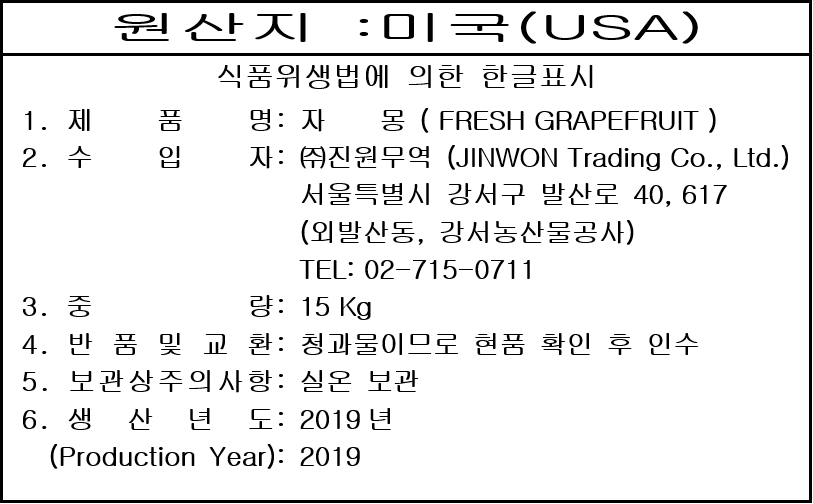 원산지 :미국(USA)
식품위생법에 의한 한글표시
1. 제 품 명: 자 몽 ( FRESH GRAPEFRUIT )
2. 수 입 자: ㈜진원무역 (JINWON Trading Co., Ltd.)
서울특별시 강서구 발산로 40, 617
(외발산동, 강서농산물공사)
TEL: 02-715-0711
3. 중 량: 15 Kg
4. 반 품 및 교 환: 청과물이므로 현품 확인 후 인수
5. 보관상주의사항: 실온 보관
6. 생 산 년 도: 2019 년
(Production Year): 2019